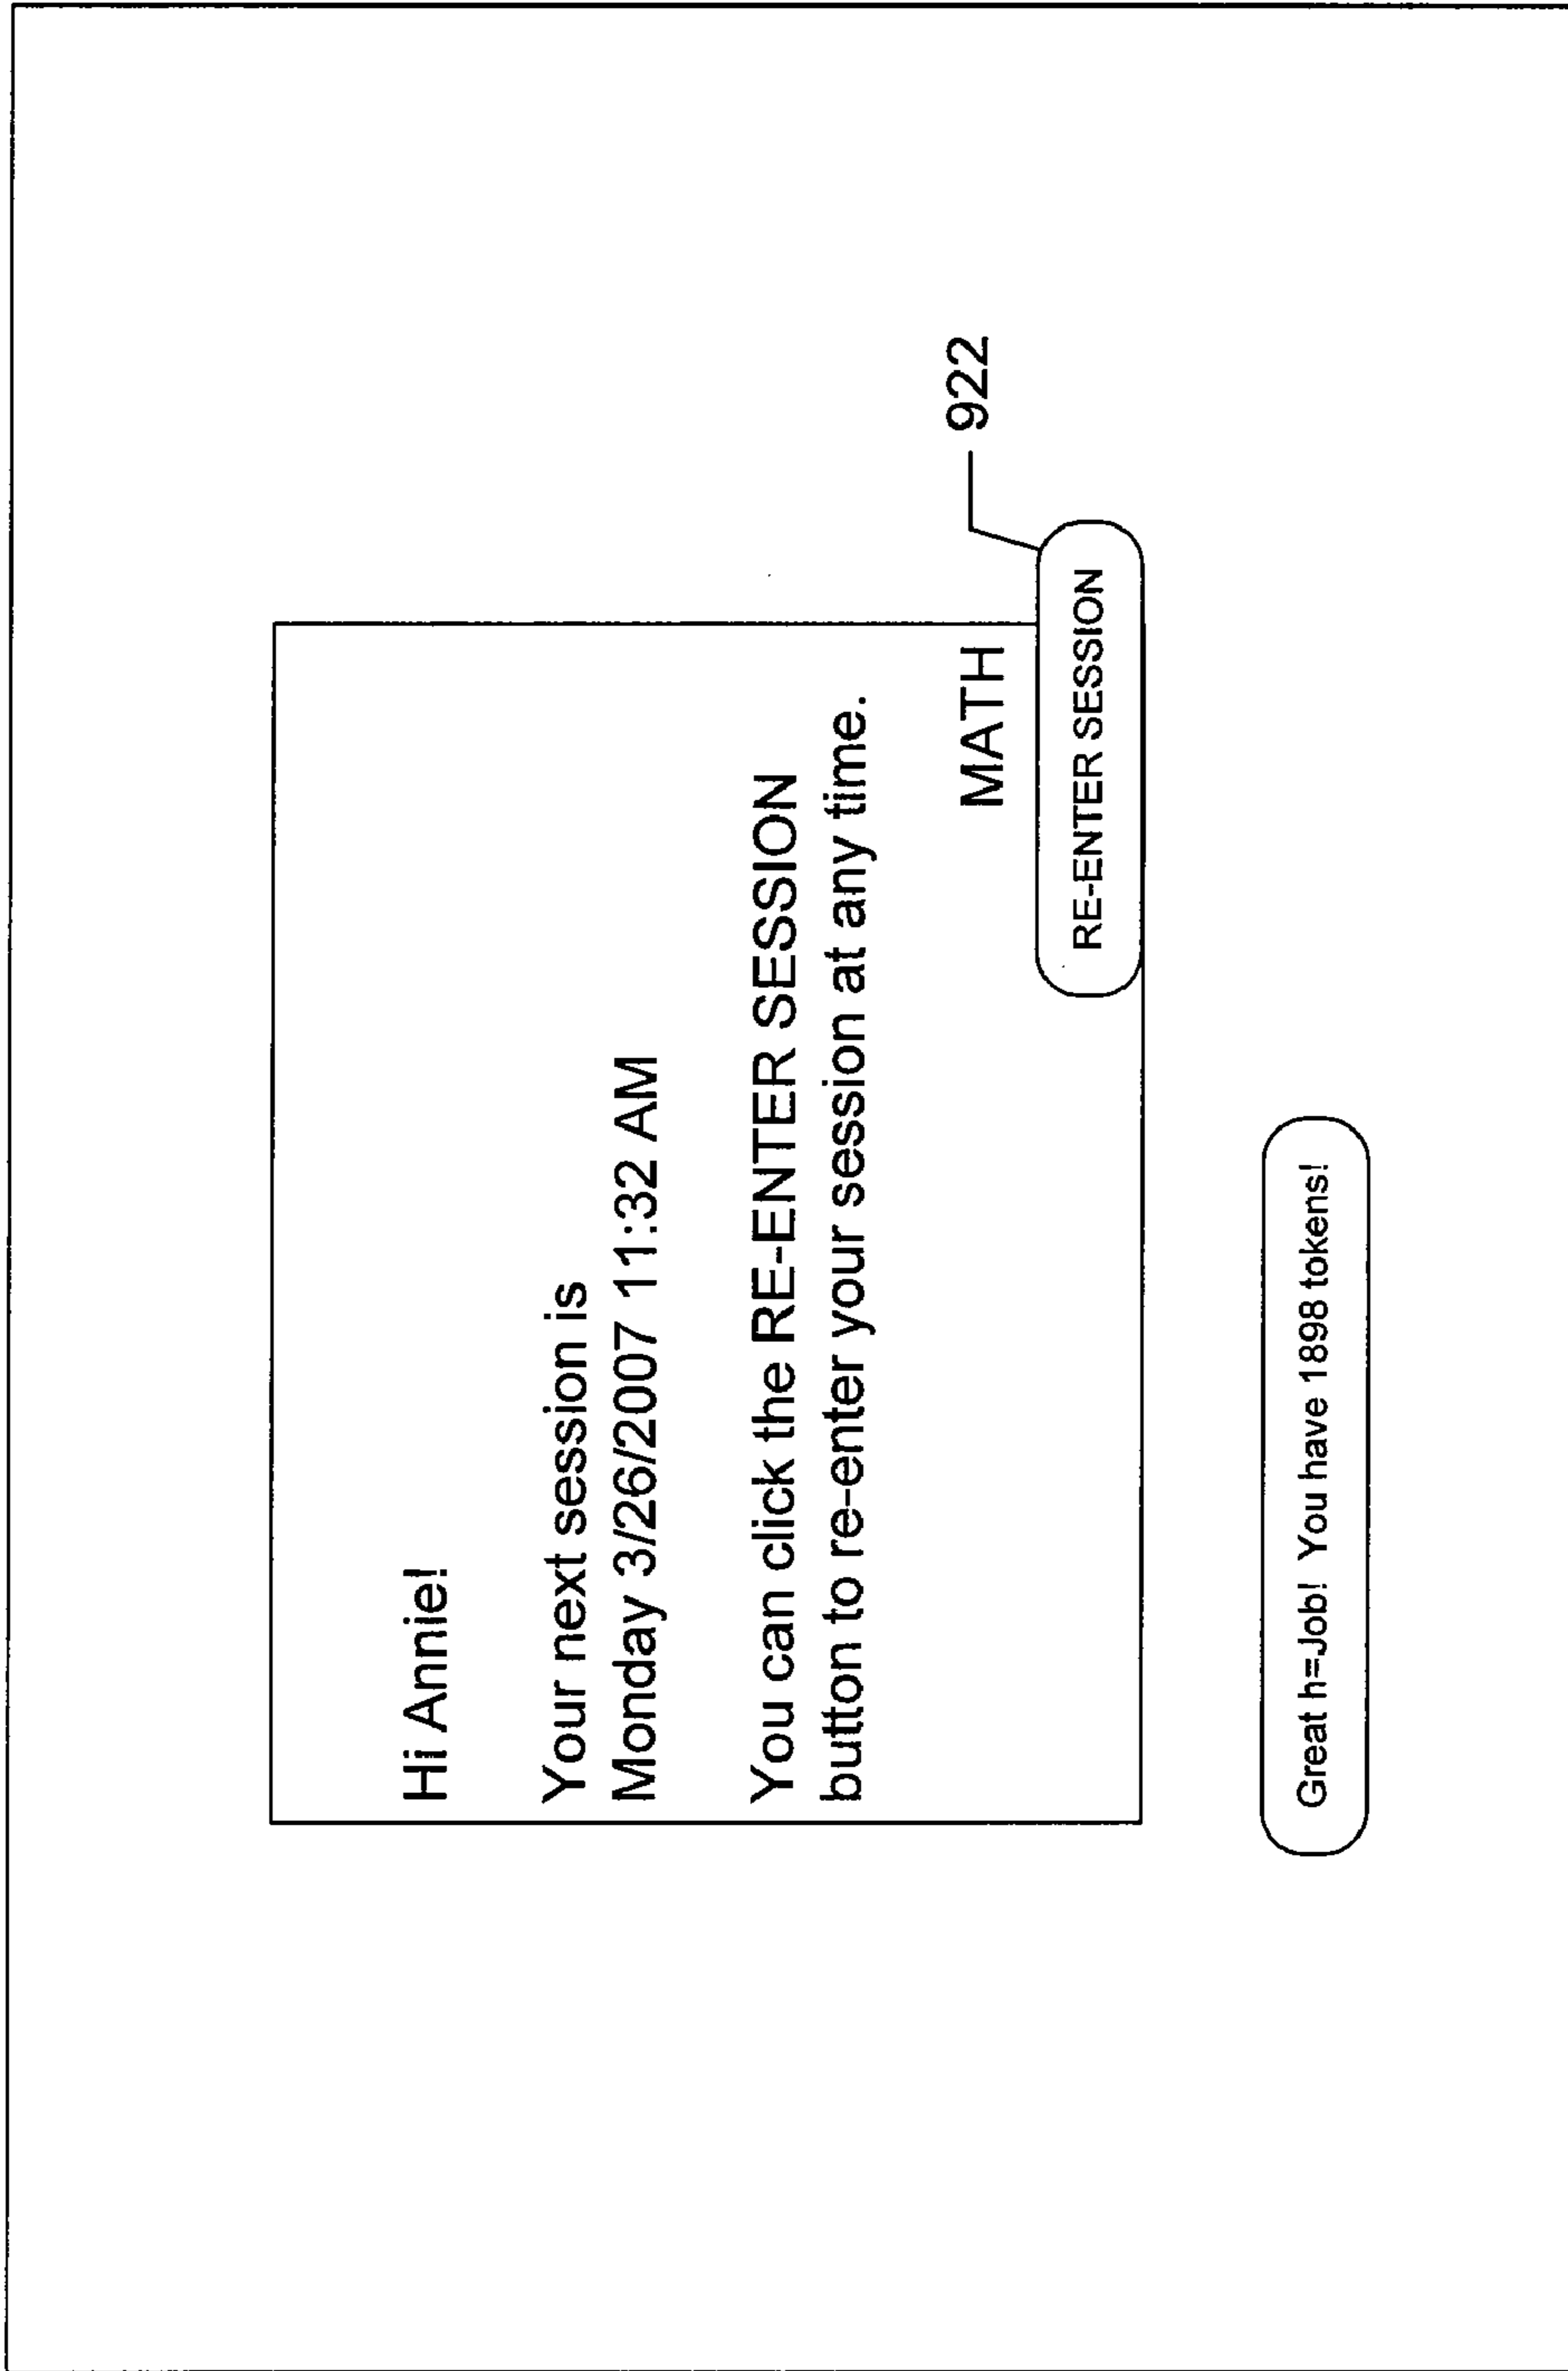 Hi Annie!
Your next session is
Monday 3/26/2007 11:32 AM
You can click the RE-ENTER SESSION
button to re-enter your session at any time.
MATH
RE-ENTER SESSION
922
Great h=Job!  You have 1898 tokens!